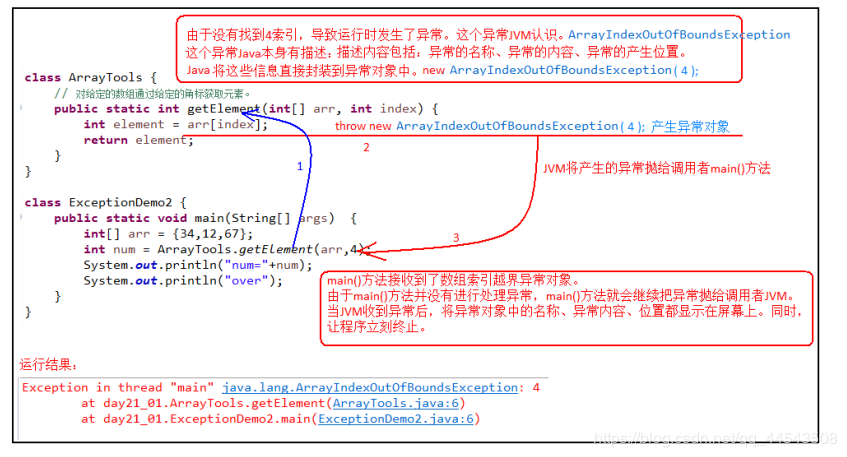 由于没有找到4索引，导致运行时发生了异常。这个异常JVM认识。ArrayIndexOutOfBoundsException
这个异常Java本身有描述：描述内容包括：异常的名称、异常的内容、异常的产生位置。
Java将这些信息直接封装到异常对象中。new ArrayIndexOutOfBoundsException(4);
class ArrayTools {
// 对给定的数组通过给定的角标获取元素。
public static int getElement(int[] arr, int index) {
int element = arr[index];
throw new ArrayIndexOutOfBoundsException(4); 产生异常对象
return element;
2
}
}
1
JVM将产生的异常抛给调用者main()方法
class ExceptionDemo2 {
public static void main(String[] args) {
int[] arr = {34,12,67};
3
int num = ArrayTools.getElement(arr,4);
System.out.println("num="+num);
System.out.println("over");
}
}
main()方法接收到了数组索引越界异常对象。
由于main()方法并没有进行处理异常，main()方法就会继续把异常抛给调用者JVM。
当JVM收到异常后，将异常对象中的名称、异常内容、位置都显示在屏幕上。同时，
让程序立刻终止。
运行结果：
Exception in thread "main" java.lang.ArrayIndexOutOfBoundsException: 4
at day21_01.ArrayTools.getElement(ArrayTools.java:6)
at day21_01.ExceptionDemo2.main(ExceptionDemo2.java:6)